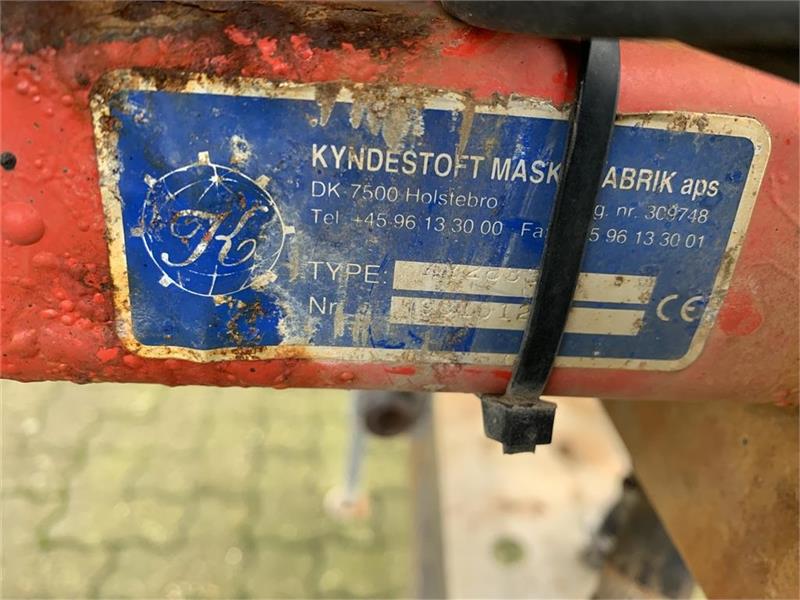 K
KYNDESTOFT MASK FABRIK aps
DK 7500 Holstebro g. nr. 309748
Tel. +45 96 13 30 00 Fa 5 96 13 30 01
TYPE:
Nr.
CE